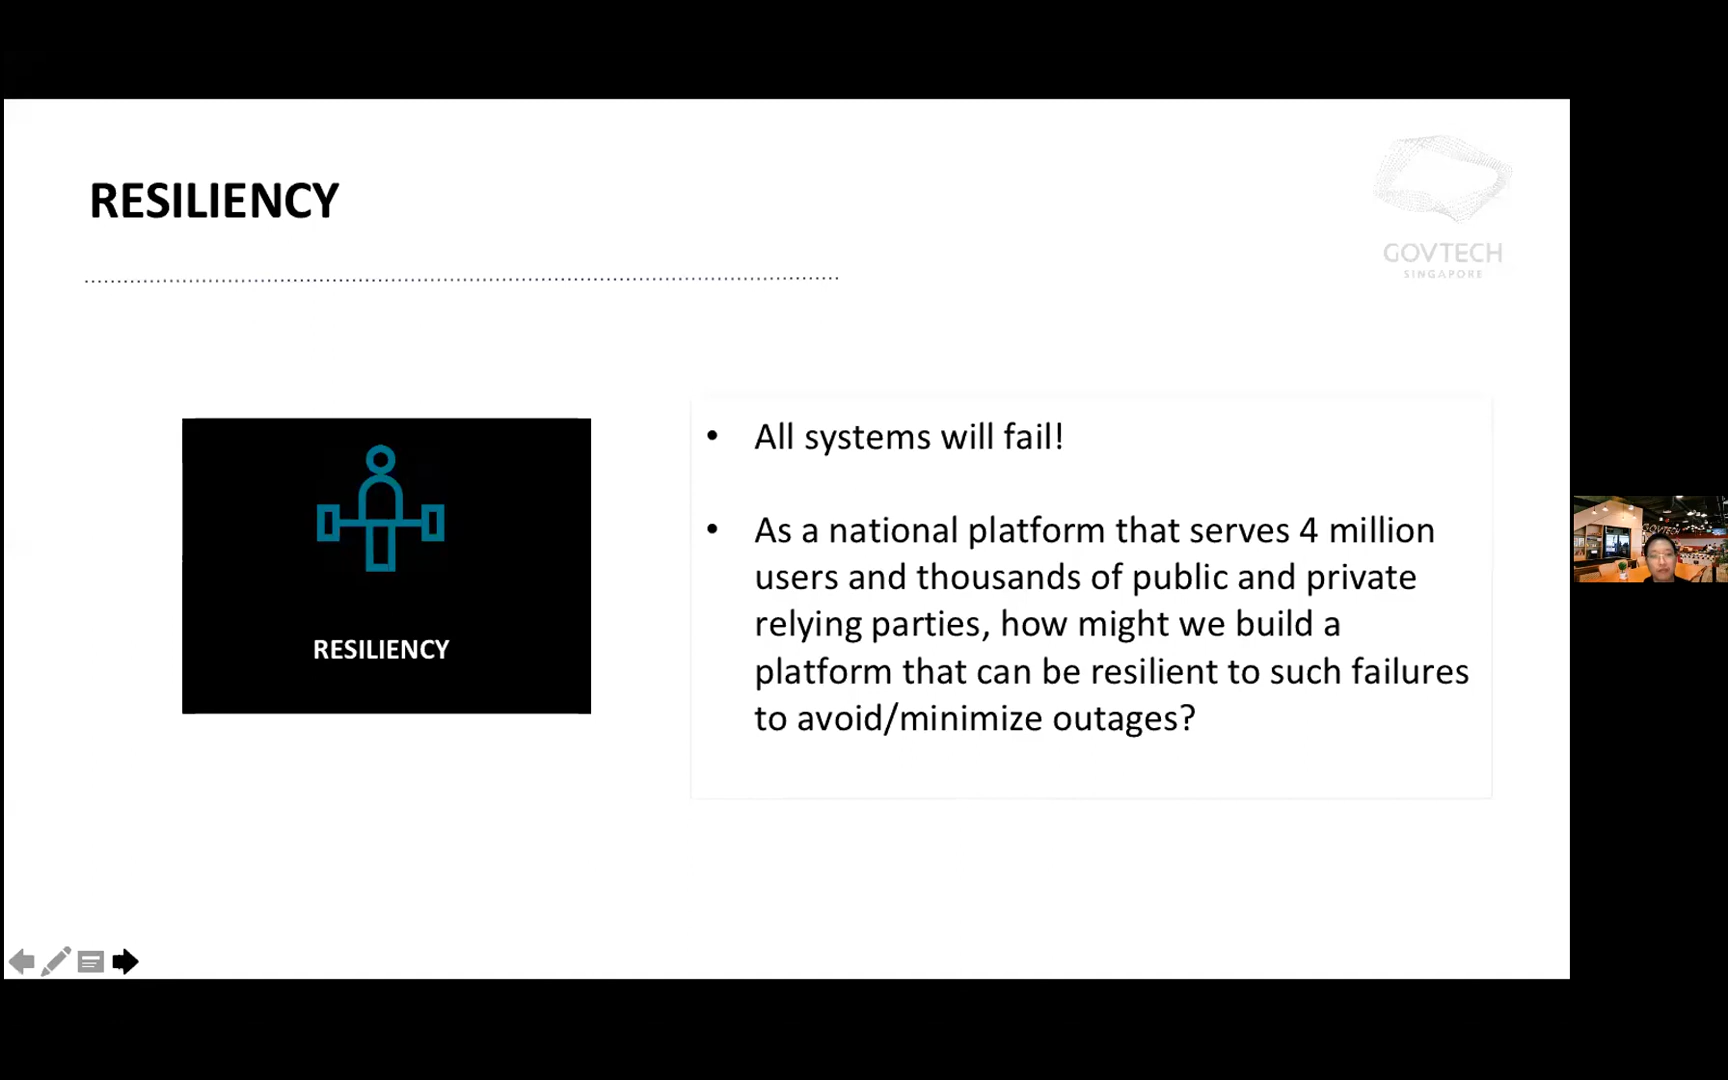 RESILIENCY
GOVTECH
SINGAPORE
RESILIENCY
• All systems will fail!
• As a national platform that serves 4 million
users and thousands of public and private
relying parties, how might we build a
platform that can be resilient to such failures
to avoid/minimize outages?
GOVTECH